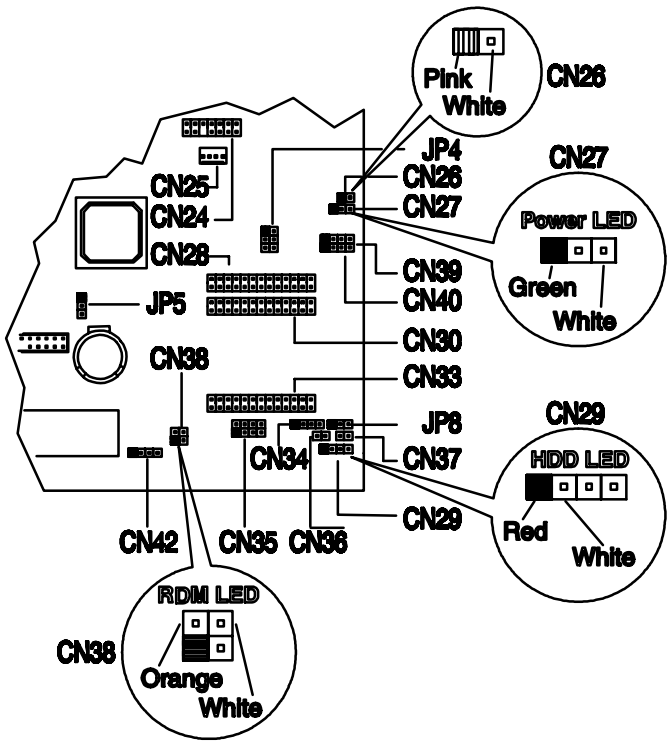 Pink
White
CN26
JP4
CN26
CN27
CN27
Power LED
Green
White
CN25
CN24
CN28
CN39
CN40
JP5
CN30
CN38
CN33
JP8
CN29
HDD LED
Red
White
CN34
CN37
CN29
CN42
CN35
CN36
RDM LED
CN38
Orange
White